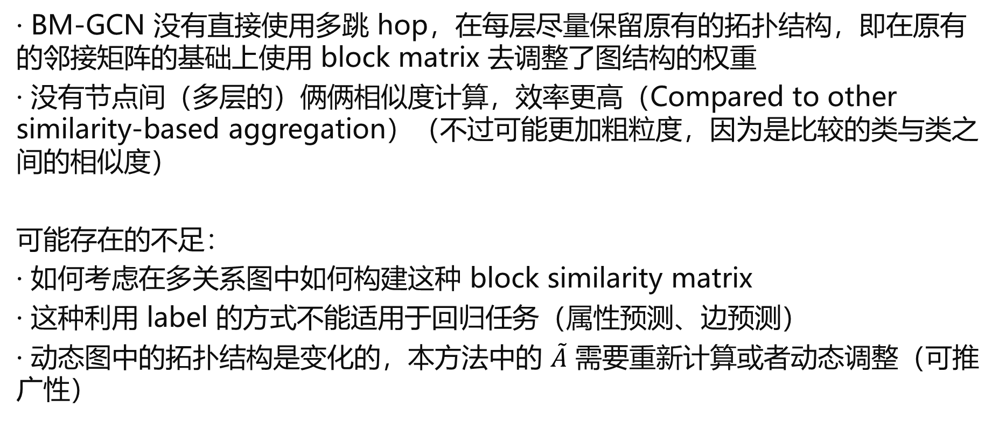 · BM-GCN 没有直接使用多跳 hop，在每层尽量保留原有的拓扑结构，即在原有
的邻接矩阵的基础上使用 block matrix 去调整了图结构的权重
· 没有节点间（多层的）俩俩相似度计算，效率更高（Compared to other
similarity-based aggregation）（不过可能更加粗粒度，因为是比较的类与类之
间的相似度）
可能存在的不足：
· 如何考虑在多关系图中如何构建这种 block similarity matrix
· 这种利用 label 的方式不能适用于回归任务（属性预测、边预测）
· 动态图中的拓扑结构是变化的，本方法中的 Ã 需要重新计算或者动态调整（可推
广性）